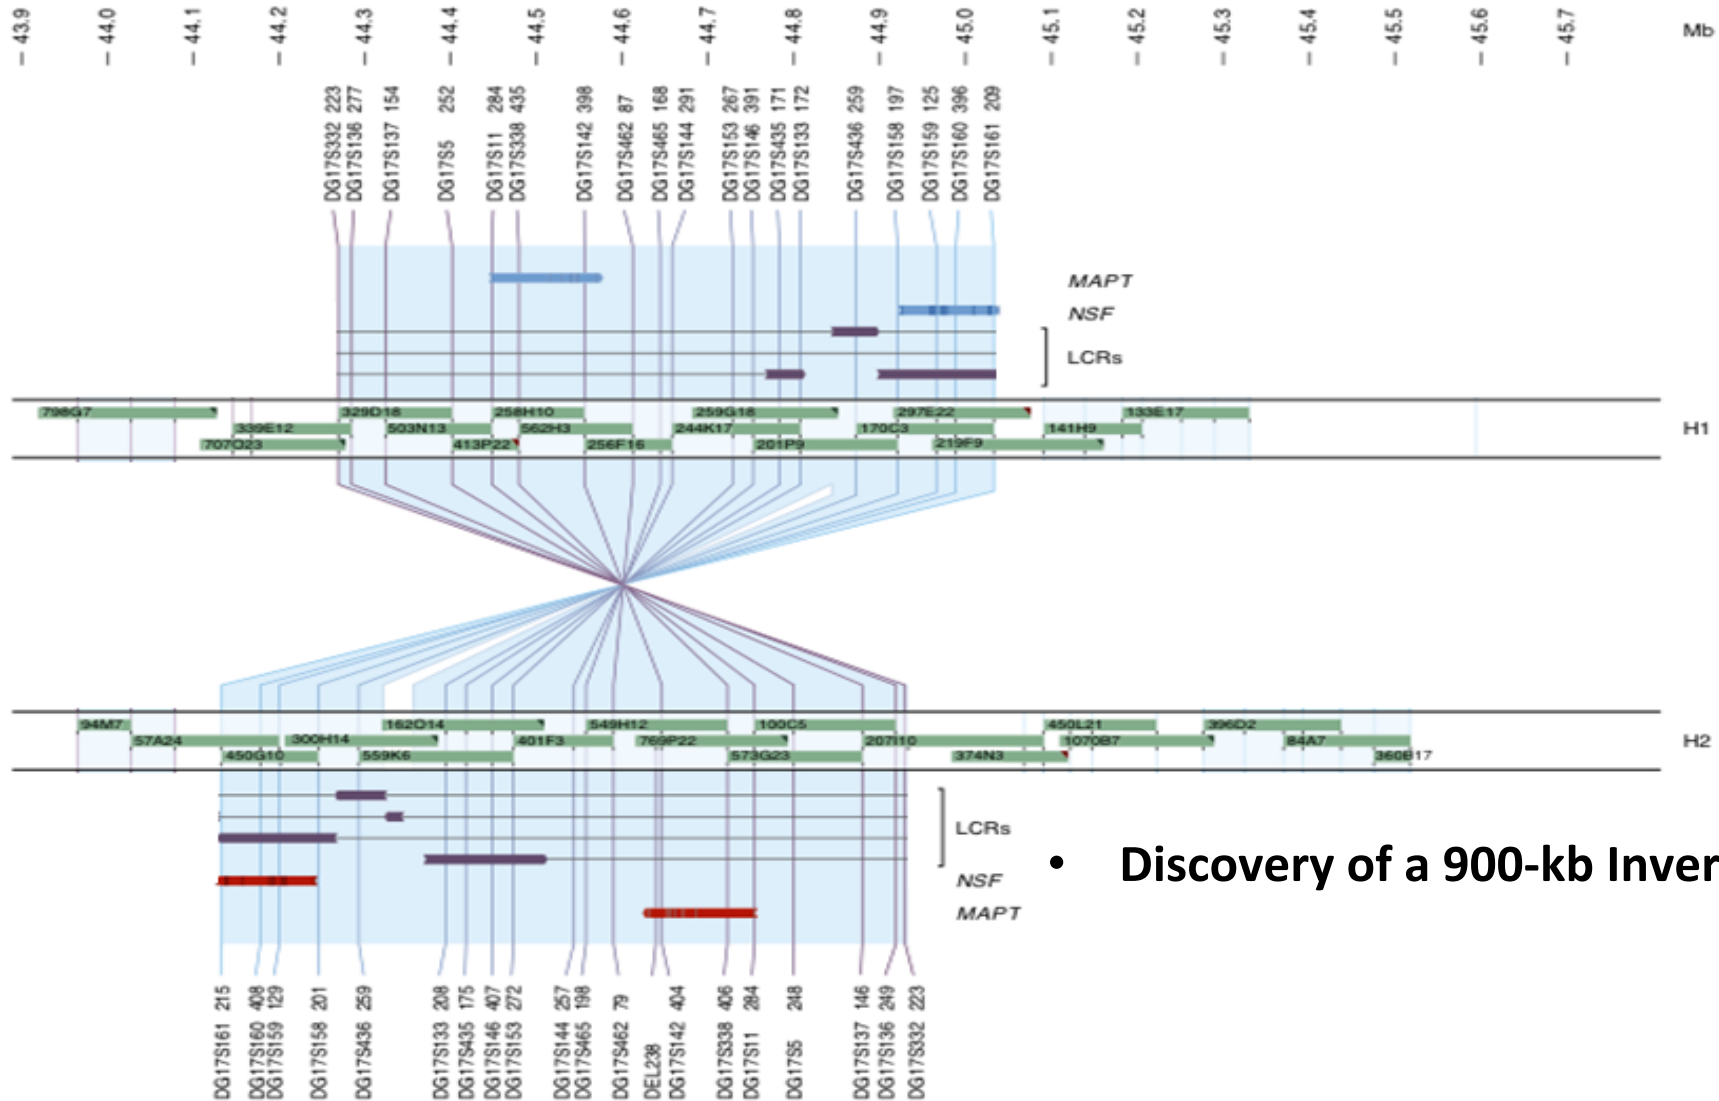 43.9 44.0 44.1 44.2 44.3 44.4 44.5 44.6 44.7 44.8 44.9 45.0 45.1 45.2 45.3 45.4 45.5 45.6 45.7 Mb
DG17S332 223
DG17S136 277
DG17S137 154
DG17S5 252
DG17S11 284
DG17S338 435
DG17S142 398
DG17S462 87
DG17S465 168
DG17S144 291
DG17S153 267
DG17S146 391
DG17S435 171
DG17S133 172
DG17S436 259
DG17S158 197
DG17S159 125
DG17S160 396
DG17S161 209
MAPT
NSF
LCRs
798G7 329D18 258H10 259G18 297E22 133E17
339E12 503N13 562H3 244K17 170C3 141H9 H1
707O23 413P22 256F16 201P9 219F9
94M7 162O14 549H12 100C5 450L21 396D2
57A24 300H14 401F3 769P22 207I10 1070B7 84A7 H2
450G10 559K6 573G23 374N3 360B17
LCRs
NSF
MAPT
• Discovery of a 900-kb Inver
DG17S161 215
DG17S160 408
DG17S159 129
DG17S158 201
DG17S436 259
DG17S133 208
DG17S435 175
DG17S146 407
DG17S153 272
DG17S144 257
DG17S465 198
DG17S462 79
DEL238
DG17S142 404
DG17S338 406
DG17S11 284
DG17S5 248
DG17S137 146
DG17S136 249
DG17S332 223